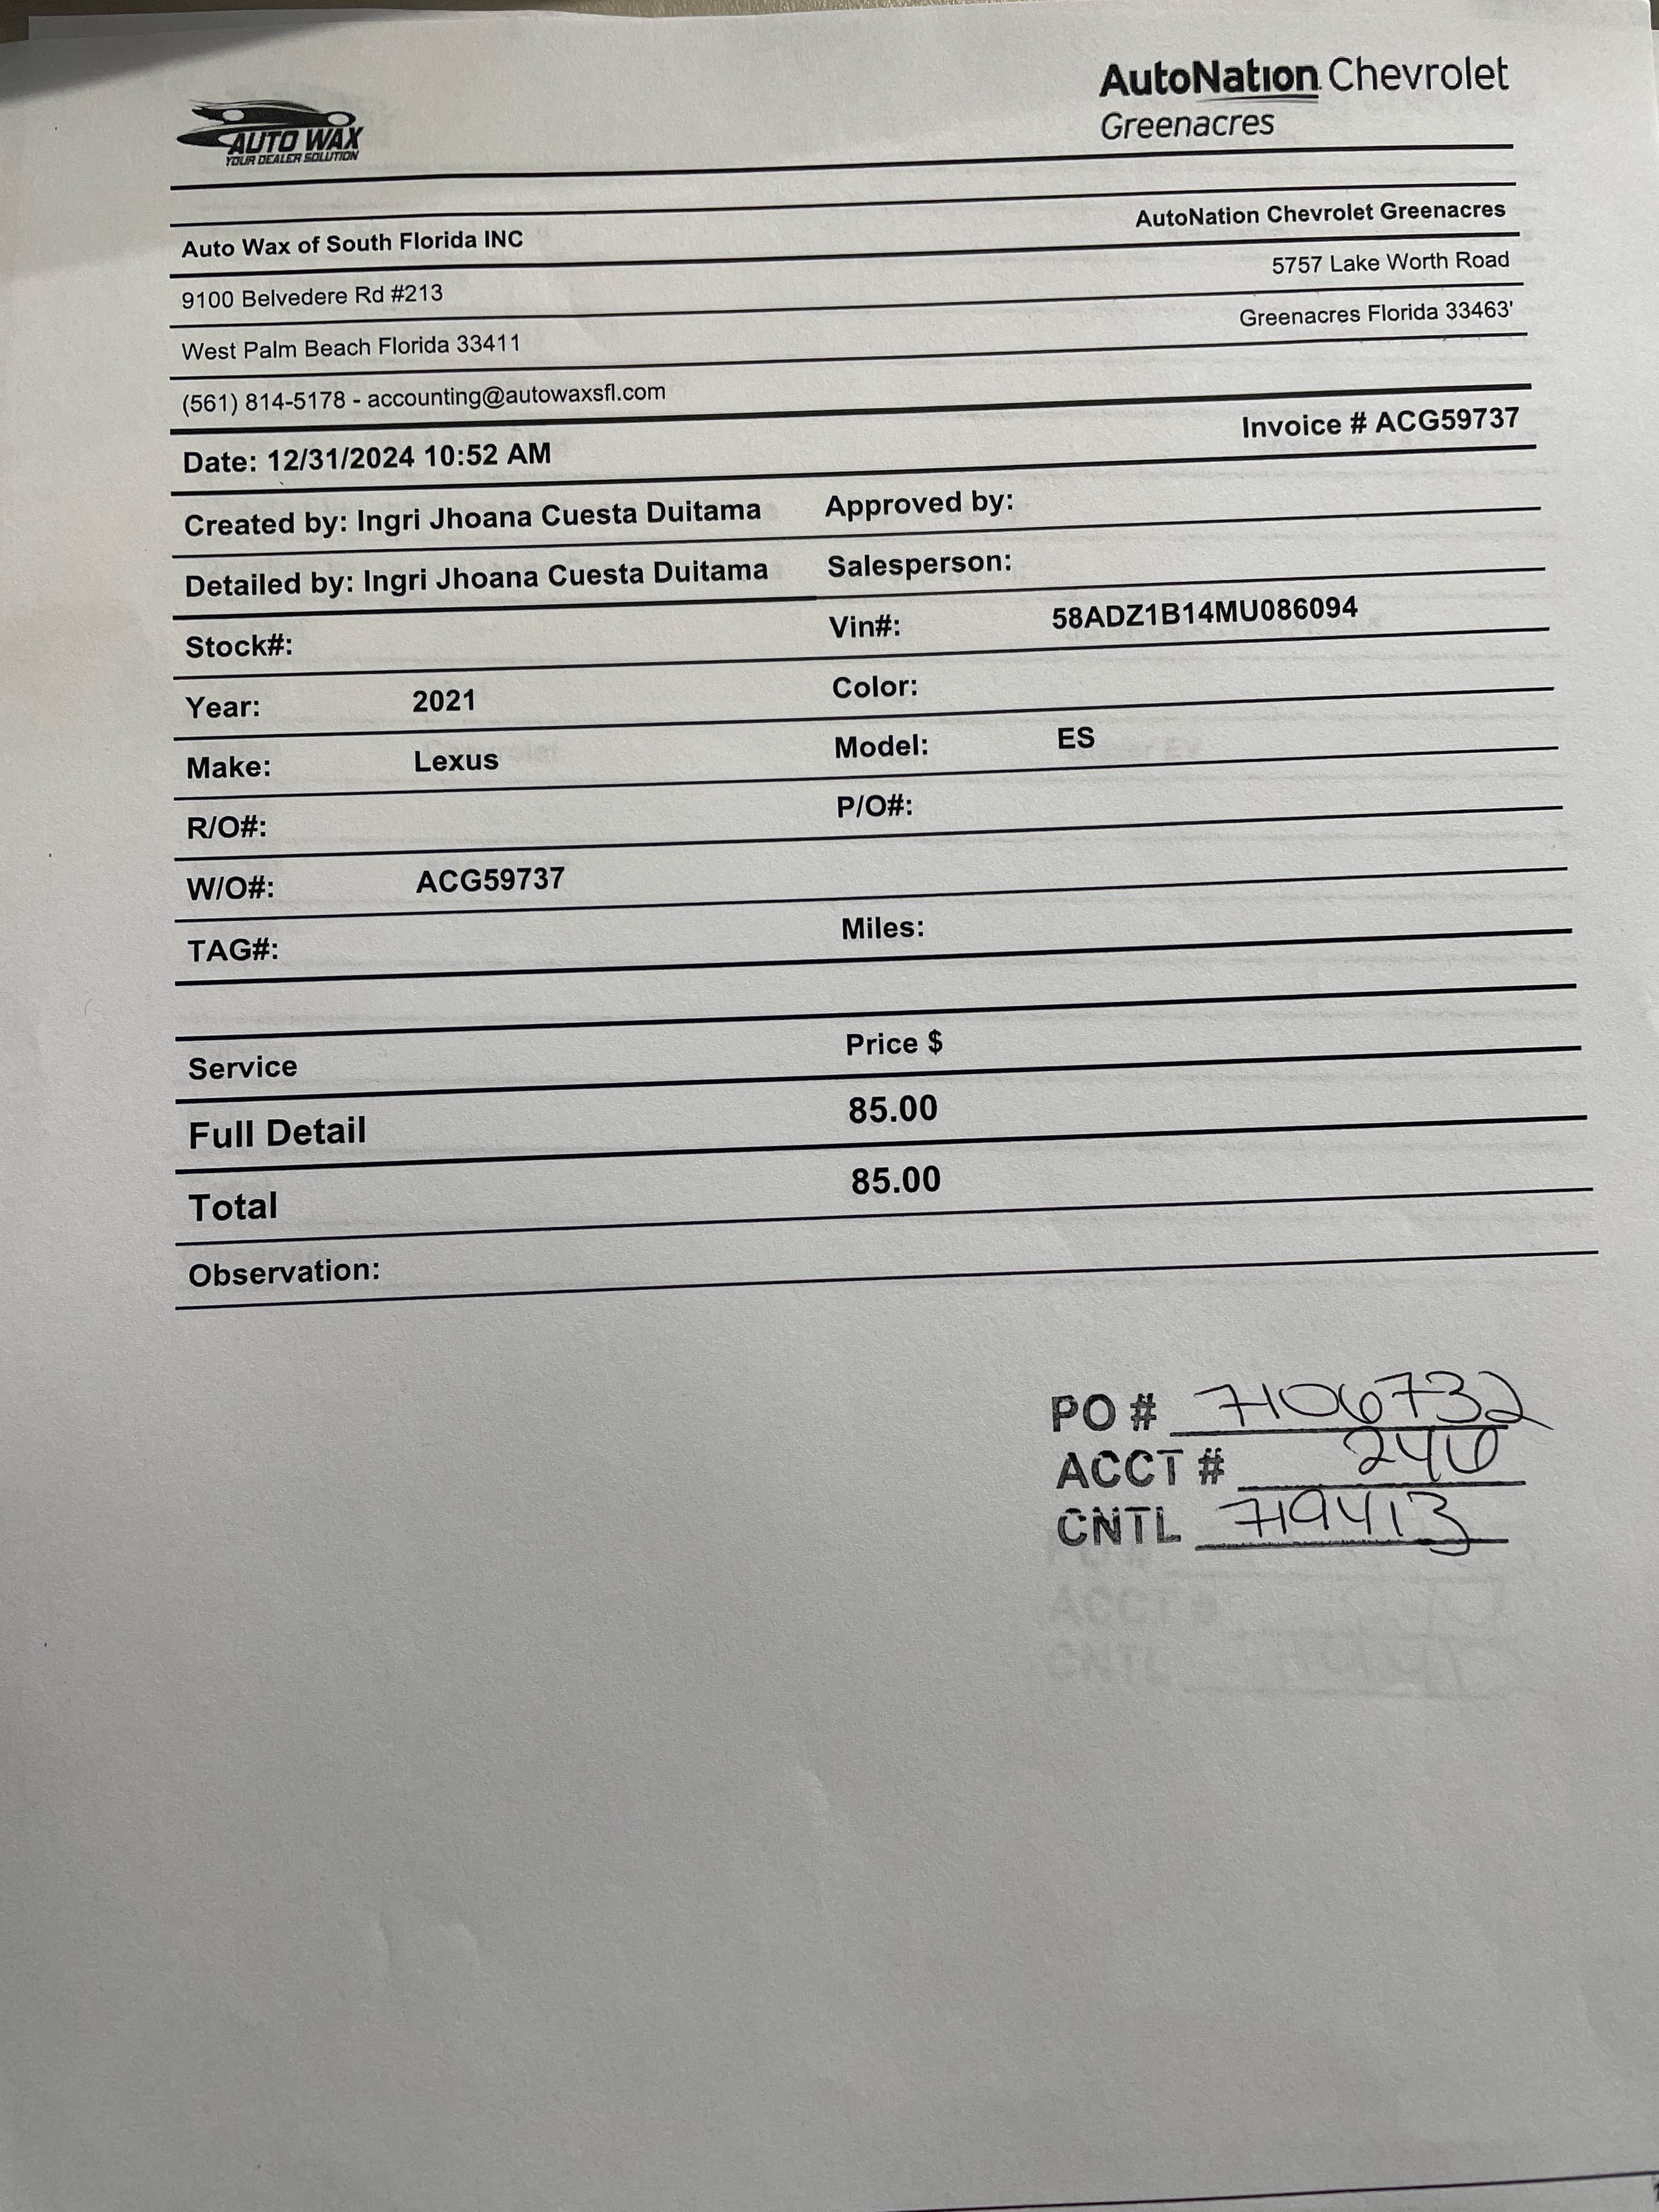 AUTO WAX
YOUR DEALER SOLUTION
AutoNation Chevrolet
Greenacres
Auto Wax of South Florida INC
AutoNation Chevrolet Greenacres
9100 Belvedere Rd #213
5757 Lake Worth Road
West Palm Beach Florida 33411
Greenacres Florida 33463'
(561) 814-5178 - accounting@autowaxsfl.com
Date: 12/31/2024 10:52 AM
Invoice # ACG59737
Created by: Ingri Jhoana Cuesta Duitama Approved by:
Detailed by: Ingri Jhoana Cuesta Duitama Salesperson:
Stock#: Vin#: 58ADZ1B14MU086094
Year: 2021 Color:
Make: Lexus Model: ES
R/O#: P/O#:
W/O#: ACG59737
TAG#: Miles:
Service Price $
Full Detail 85.00
Total 85.00
Observation:
PO # 7106732
ACCT # 246
CNTL 719413
PO #
ACCT #
CNTL